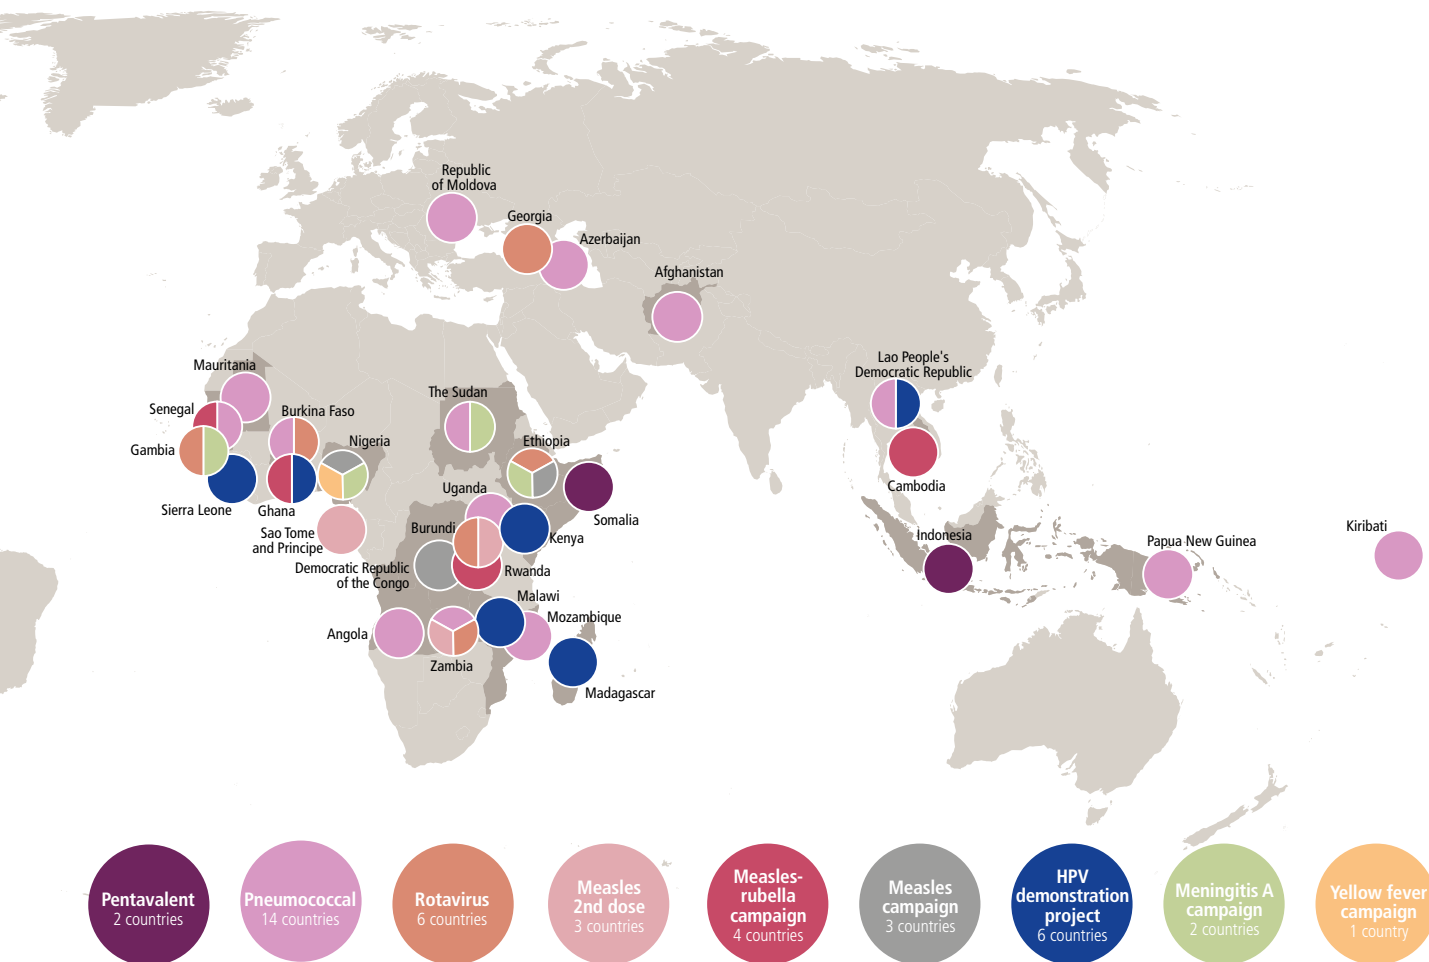 Republic
of Moldova
Georgia
Azerbaijan
Afghanistan
Mauritania
Senegal
Burkina Faso
Gambia
Nigeria
Sierra Leone
Ghana
Sao Tome
and Principe
The Sudan
Ethiopia
Uganda
Somalia
Burundi
Kenya
Democratic Republic
of the Congo
Rwanda
Malawi
Mozambique
Angola
Zambia
Madagascar
Lao People's
Democratic Republic
Cambodia
Indonesia
Papua New Guinea
Kiribati
Pentavalent
2 countries
Pneumococcal
14 countries
Rotavirus
6 countries
Measles
2nd dose
3 countries
Measles-
rubella
campaign
4 countries
Measles
campaign
3 countries
HPV
demonstration
project
6 countries
Meningitis A
campaign
2 countries
Yellow fever
campaign
1 country